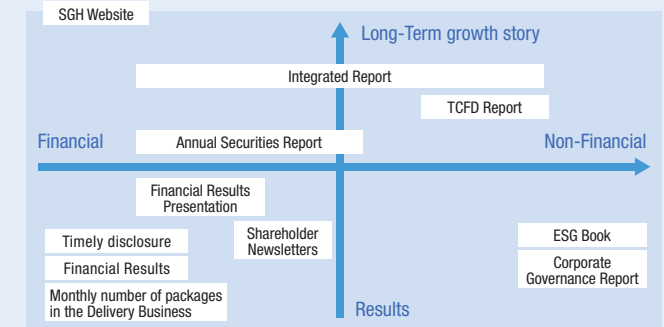 SGH Website
Long-Term growth story
Integrated Report
TCFD Report
Financial
Annual Securities Report
Non-Financial
Financial Results
Presentation
Shareholder
Newsletters
Timely disclosure
ESG Book
Financial Results
Corporate
Governance Report
Monthly number of packages
in the Delivery Business
Results